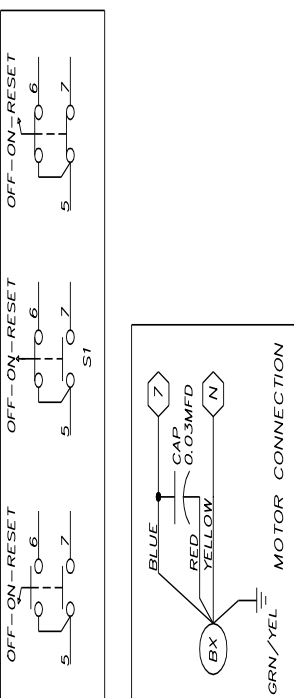 OFF-ON-RESET
5
6
7
OFF-ON-RESET
5
6
7
S1
OFF-ON-RESET
5
6
7
BLUE
7
CAP
0.03MFD
RED
YELLOW
N
BX
GRN/YEL
MOTOR CONNECTION